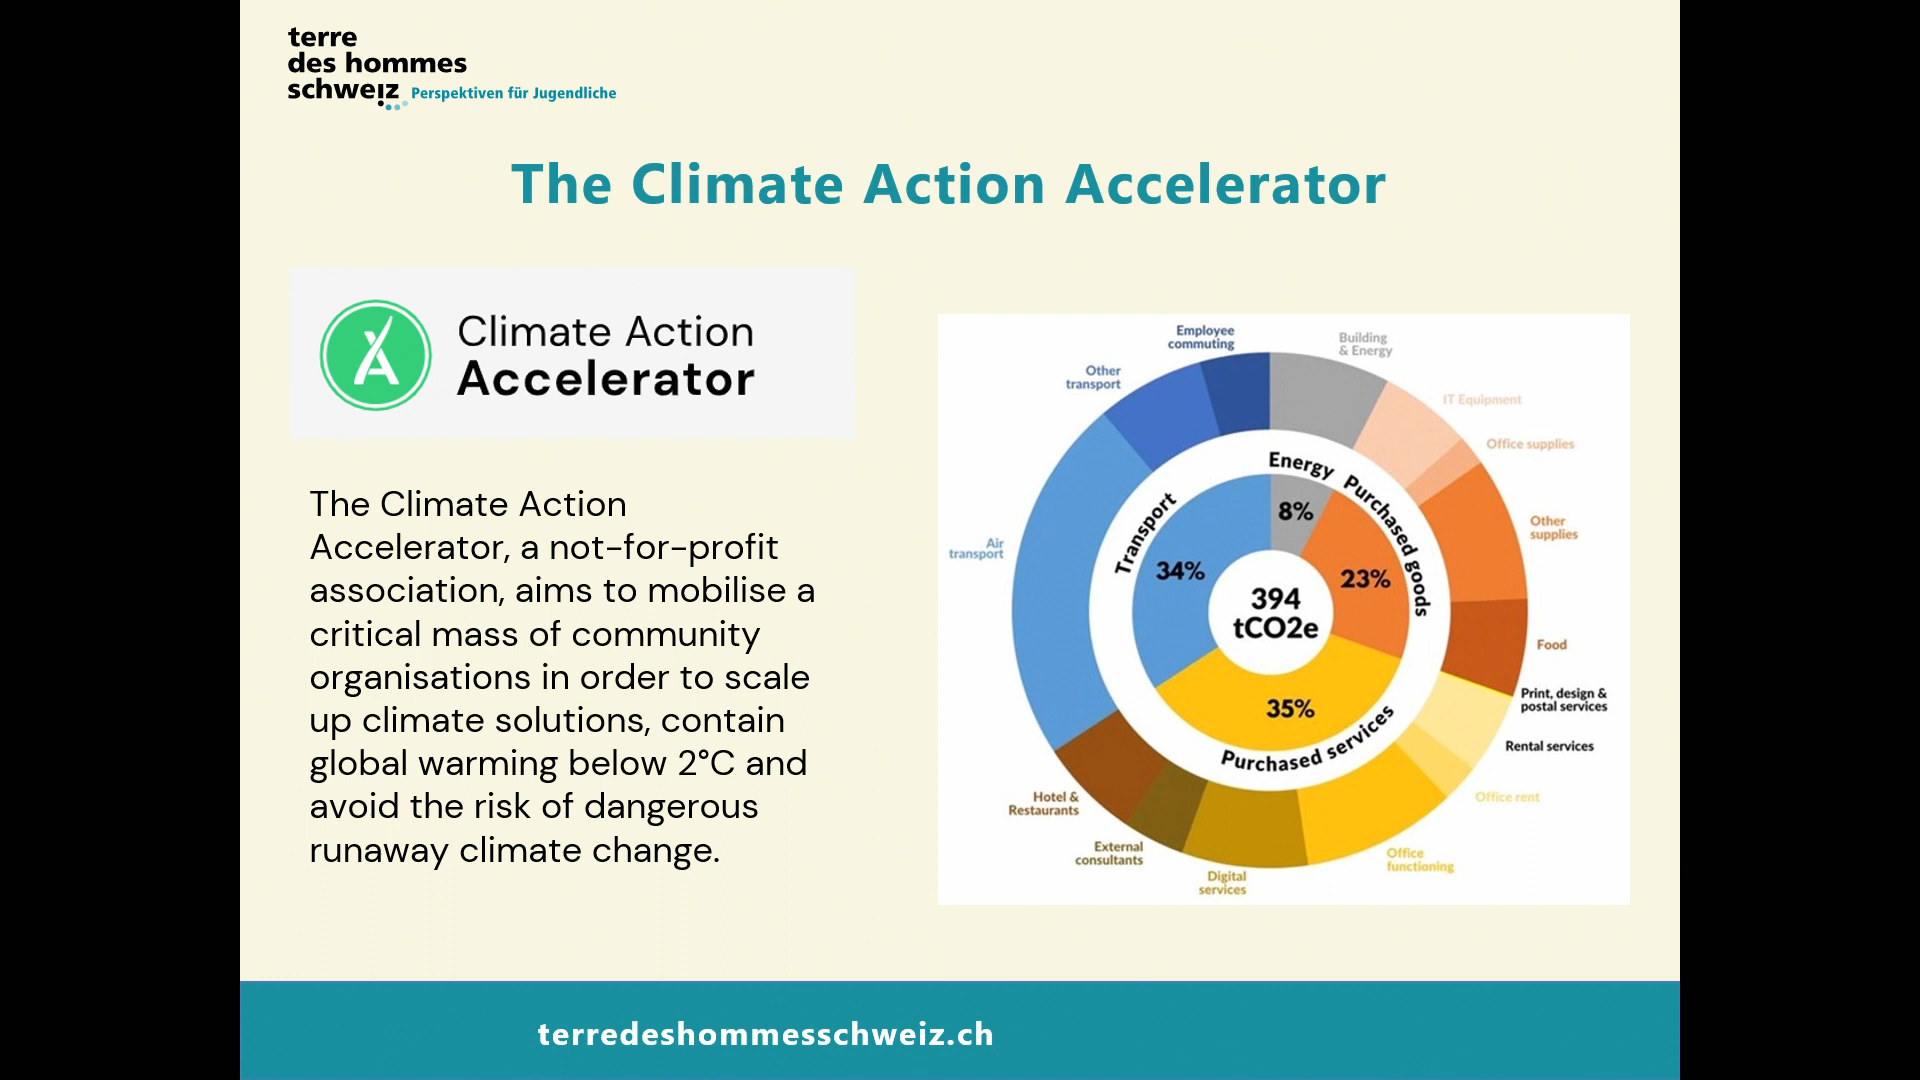 terre
des hommes
schweiz Perspektiven für Jugendliche
The Climate Action Accelerator
Climate Action
Accelerator
The Climate Action
Accelerator, a not-for-profit
association, aims to mobilise a
critical mass of community
organisations in order to scale
up climate solutions, contain
global warming below 2°C and
avoid the risk of dangerous
runaway climate change.
Employee
commuting
Building
& Energy
Other
transport
IT Equipment
Office supplies
Other
supplies
Air
transport
Food
Print, design &
postal services
Rental services
Office rent
Office
functioning
Digital
services
External
consultants
Hotel &
Restaurants
Energy
Purchased goods
Transport
Purchased services
8%
23%
34%
35%
394
tCO2e
terredeshommesschweiz.ch